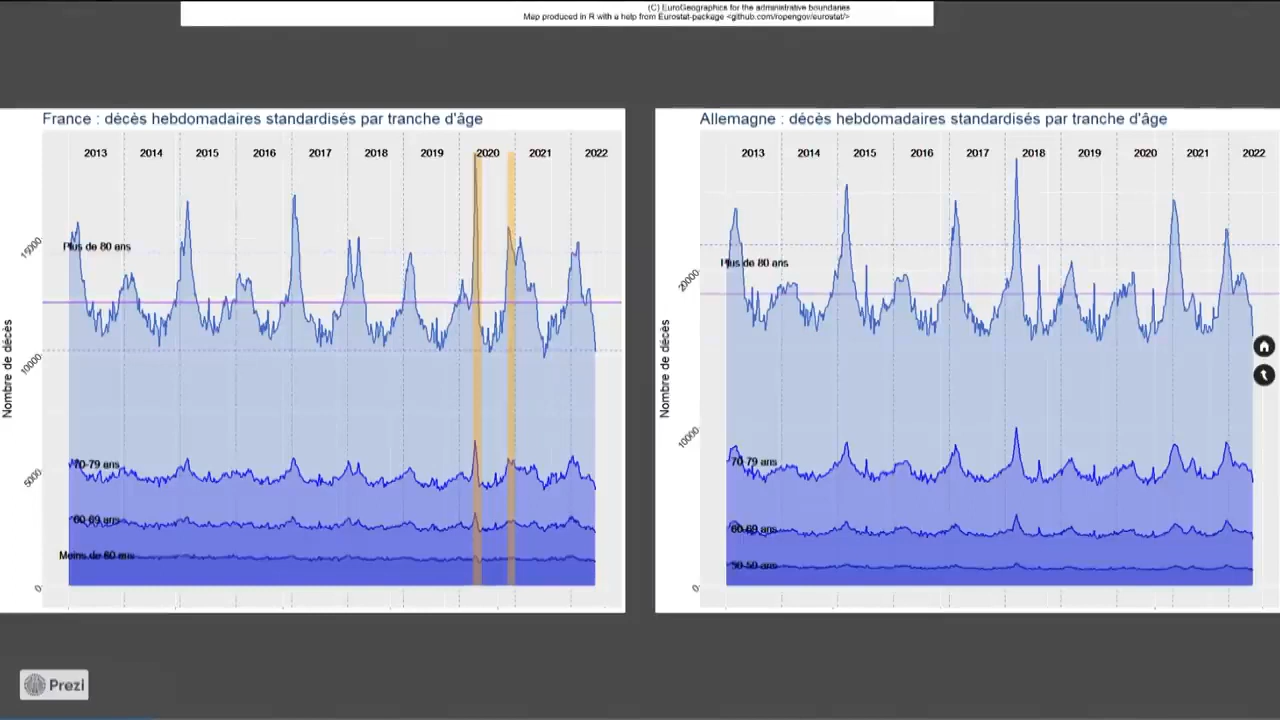 (C) EuroGeographics for the administrative boundaries
Map produced in R with a help from Eurostat-package <github.com/ropengov/eurostat/>
France : décès hebdomadaires standardisés par tranche d'âge
2013 2014 2015 2016 2017 2018 2019 2020 2021 2022
15000
Plus de 80 ans
10000
Nombre de décès
5000
70-79 ans
60-69 ans
Moins de 60 ans
0
Allemagne : décès hebdomadaires standardisés par tranche d'âge
2013 2014 2015 2016 2017 2018 2019 2020 2021 2022
Plus de 80 ans
20000
Nombre de décès
10000
70-79 ans
60-69 ans
50-59 ans
0
Prezi